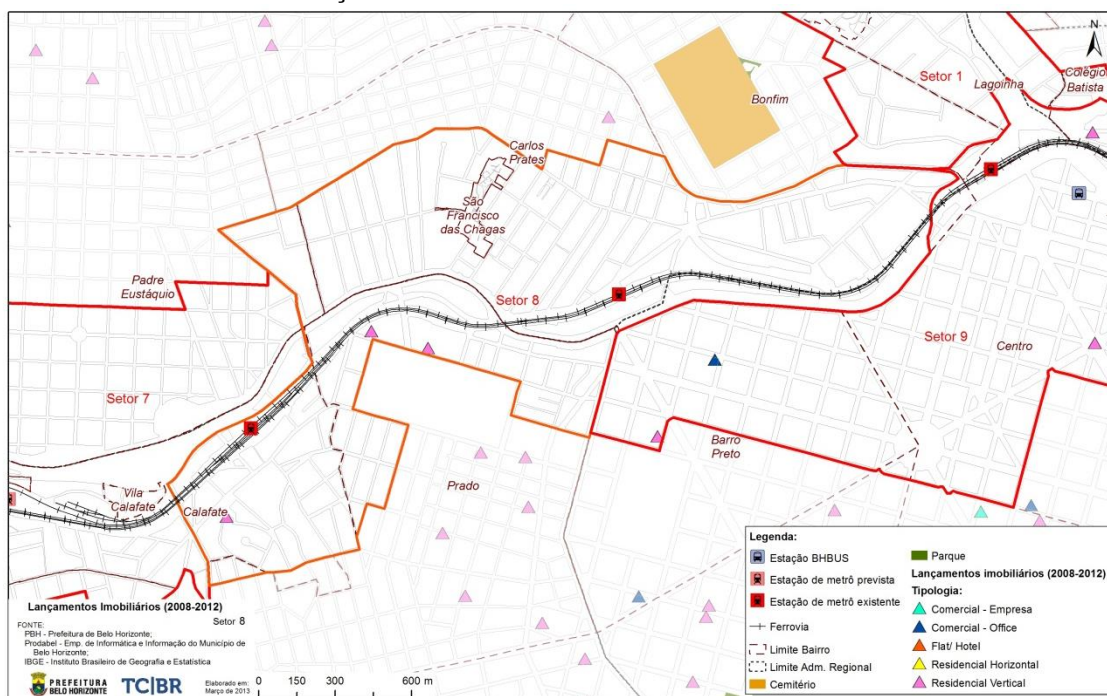 N
Setor 1
Lagoinha
Colégio
Batista
Bonfim
Carlos
Prates
São
Francisco
das Chagas
Padre
Eustáquio
Setor 8
Setor 9
Centro
Setor 7
Barro
Preto
Prado
Vila
Calafate
Calafate
Lançamentos Imobiliários (2008-2012)
Setor 8
FONTE:
PBH - Prefeitura de Belo Horizonte;
Prodabel - Emp. de Informática e Informação do Município de
Belo Horizonte;
IBGE - Instituto Brasileiro de Geografia e Estatística
PREFEITURA
BELO HORIZONTE
TC|BR
Elaborado em:
Março de 2013
0 150 300 600 m
Legenda:
Estação BHBUS
Estação de metrô prevista
Estação de metrô existente
Ferrovia
Limite Bairro
Limite Adm. Regional
Cemitério
Parque
Lançamentos imobiliários (2008-2012)
Tipologia:
Comercial - Empresa
Comercial - Office
Flat/ Hotel
Residencial Horizontal
Residencial Vertical